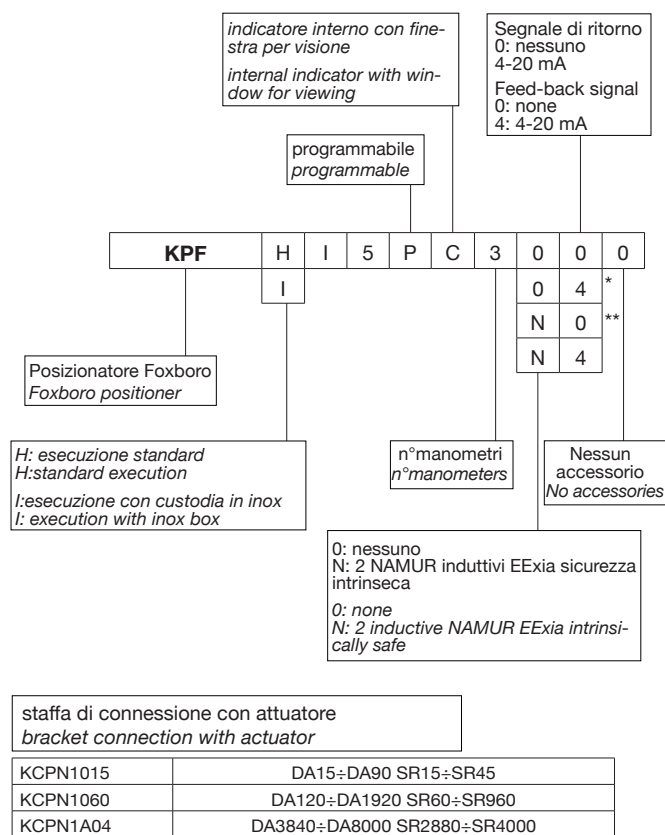 indicatore interno con fine-
stra per visione
internal indicator with win-
dow for viewing
Segnale di ritorno
0: nessuno
4-20 mA
Feed-back signal
0: none
4: 4-20 mA
programmabile
programmable
KPF H I 5 P C 3 0 0 0
I 0 4 *
N 0 **
N 4
Posizionatore Foxboro
Foxboro positioner
H: esecuzione standard
H:standard execution
I:esecuzione con custodia in inox
I: execution with inox box
n°manometri
n°manometers
Nessun
accessorio
No accessories
0: nessuno
N: 2 NAMUR induttivi EExia sicurezza
intrinseca
0: none
N: 2 inductive NAMUR EExia intrinsi-
cally safe
staffa di connessione con attuatore
bracket connection with actuator
KCPN1015 DA15÷DA90 SR15÷SR45
KCPN1060 DA120÷DA1920 SR60÷SR960
KCPN1A04 DA3840÷DA8000 SR2880÷SR4000